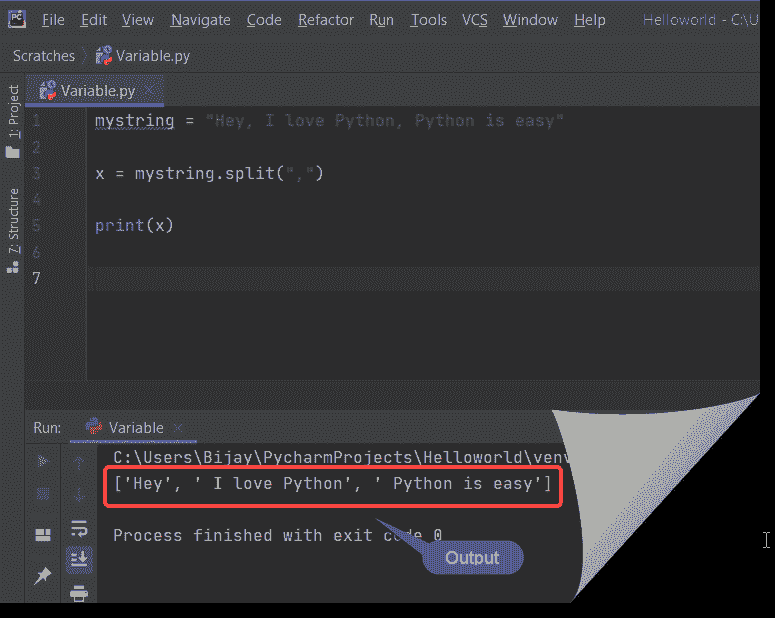 PC File Edit View Navigate Code Refactor Run Tools VCS Window Help Helloworld - C:\U
Scratches Variable.py
Variable.py
1: Project
7: Structure
1 mystring = "Hey, I love Python, Python is easy"
2
3 x = mystring.split(",")
4
5 print(x)
6
7
Run: Variable
C:\Users\Bijay\PycharmProjects\Helloworld\venv
['Hey', ' I love Python', ' Python is easy']
Process finished with exit code 0
Output